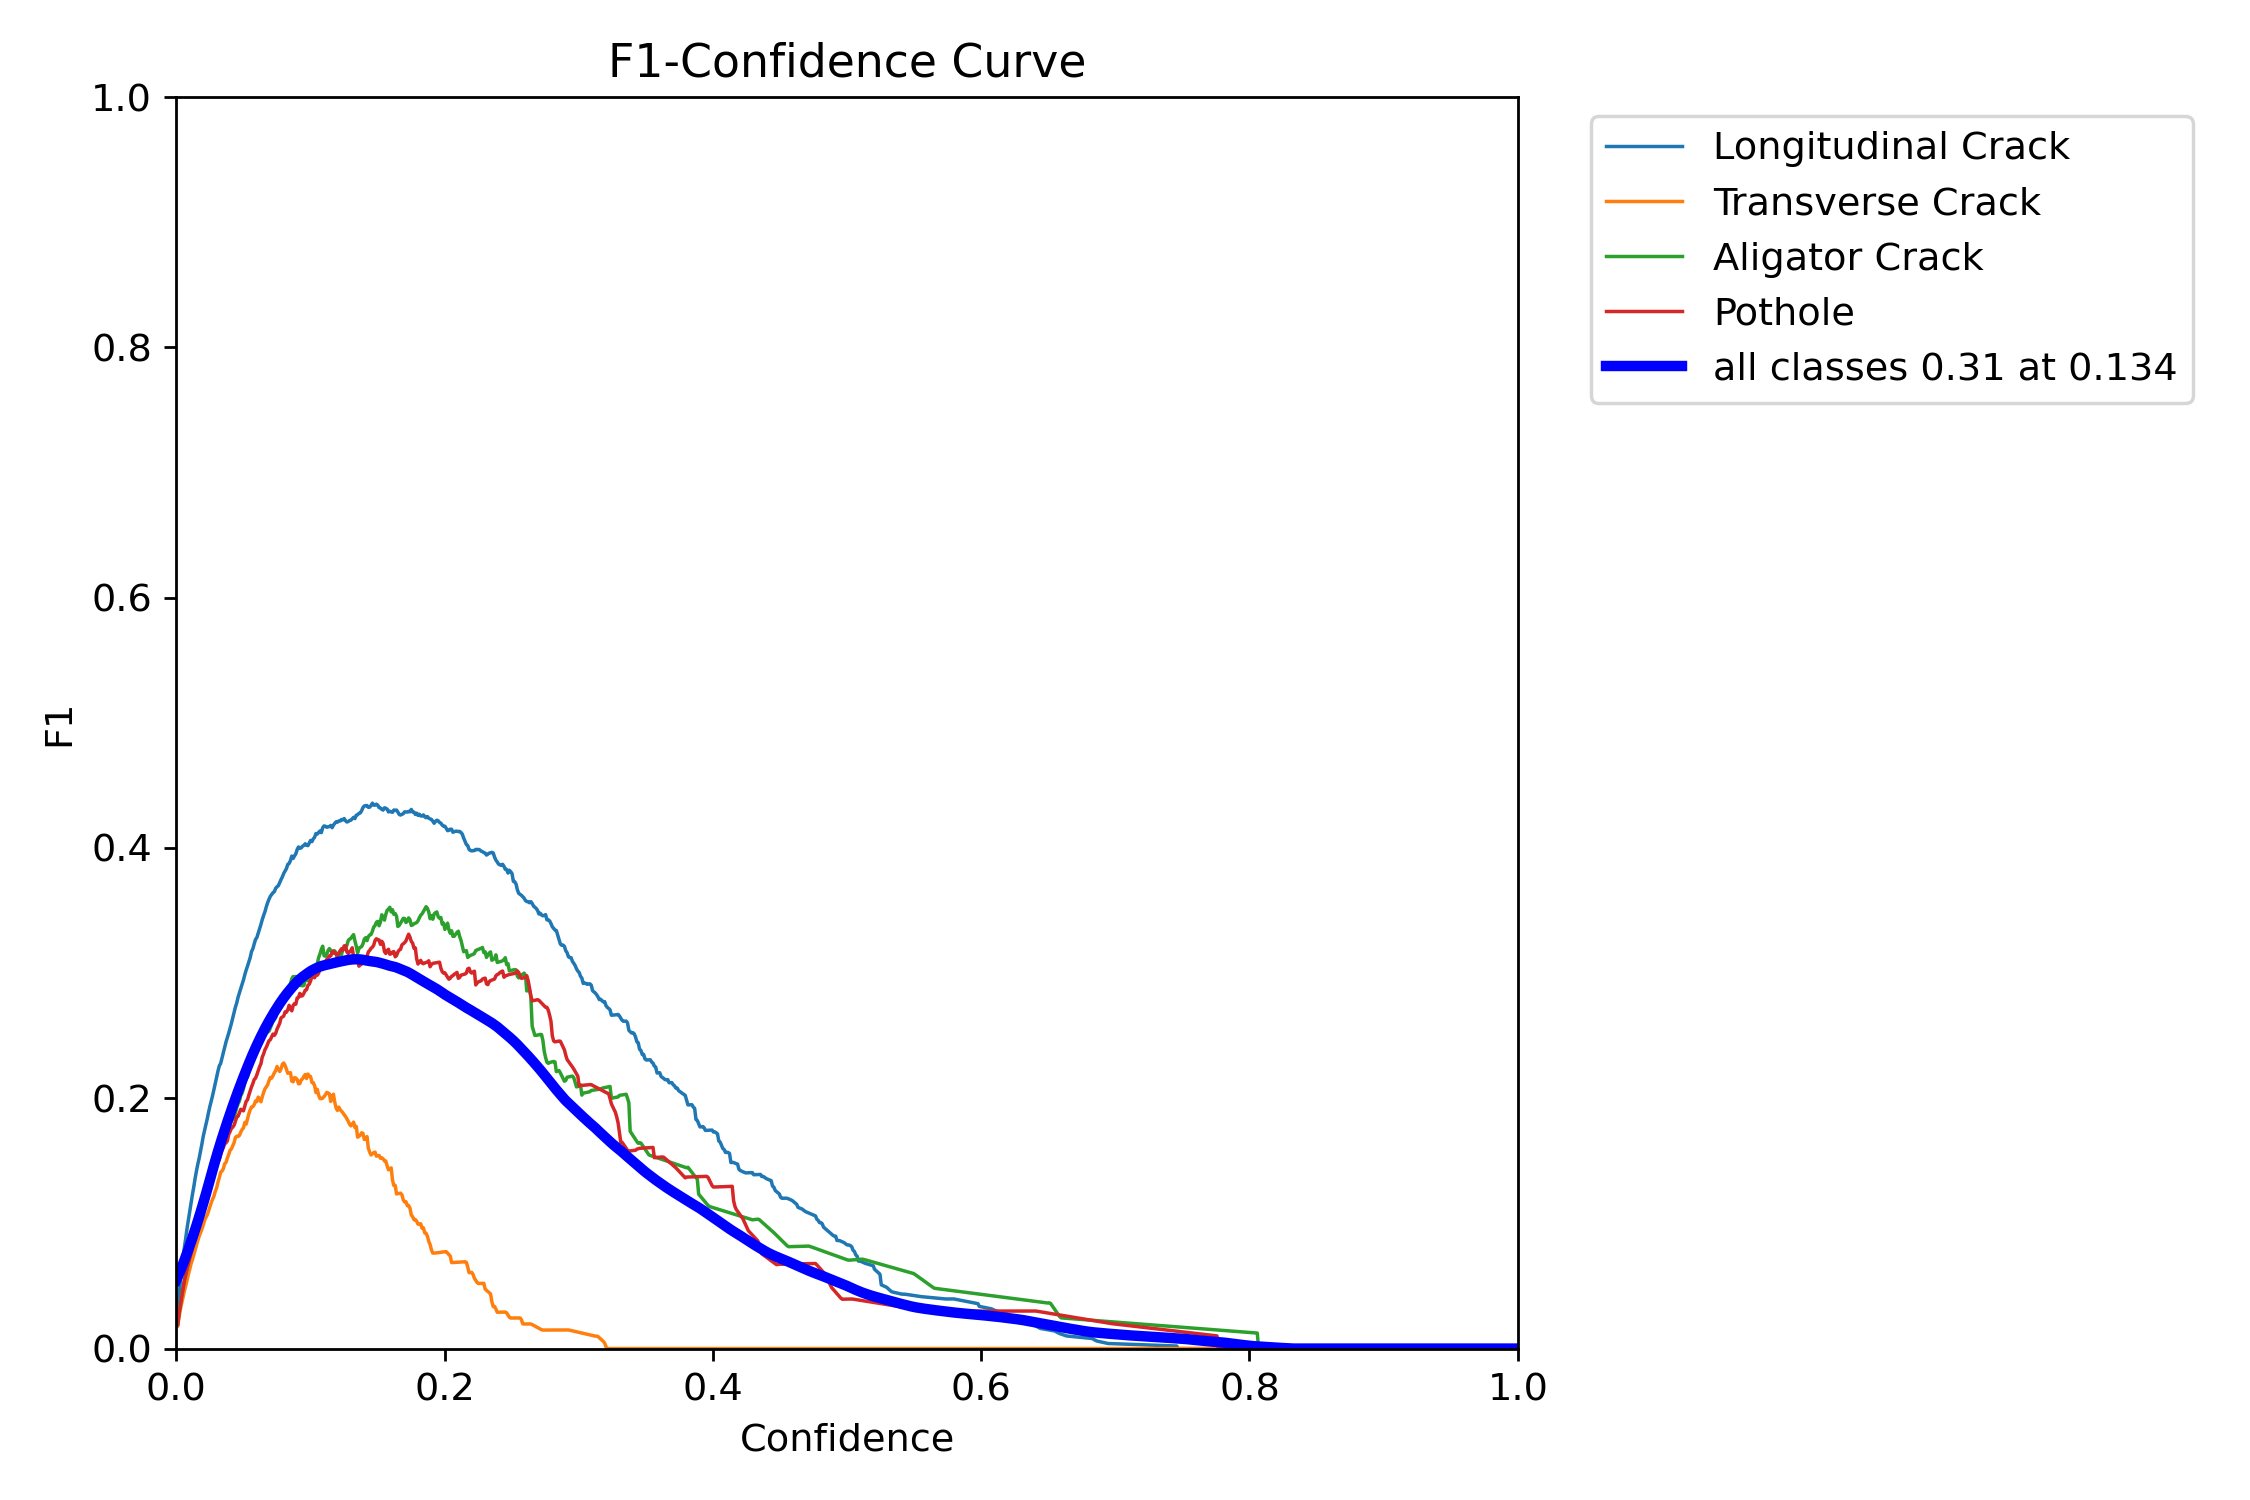 F1-Confidence Curve
1.0
0.8
0.6
0.4
0.2
0.0
F1
0.0 0.2 0.4 0.6 0.8 1.0
Confidence
Longitudinal Crack
Transverse Crack
Aligator Crack
Pothole
all classes 0.31 at 0.134